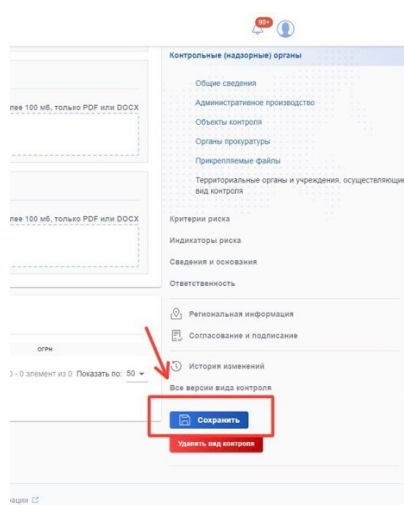 99+
Контрольные (надзорные) органы
Общие сведения
Административное производство
лее 100 мб, только PDF или DOCX
Объекты контроля
Органы прокуратуры
Прикрепляемые файлы
Территориальные органы и учреждения, осуществляющие
вид контроля
лее 100 мб, только PDF или DOCX
Критерии риска
Индикаторы риска
Сведения и основания
Ответственность
Региональная информация
Согласование и подписание
ОГРН
История изменений
0 - 0 элемент из 0 Показать по: 50
Все версии вида контроля
Сохранить
Удалить вид контроля
рации